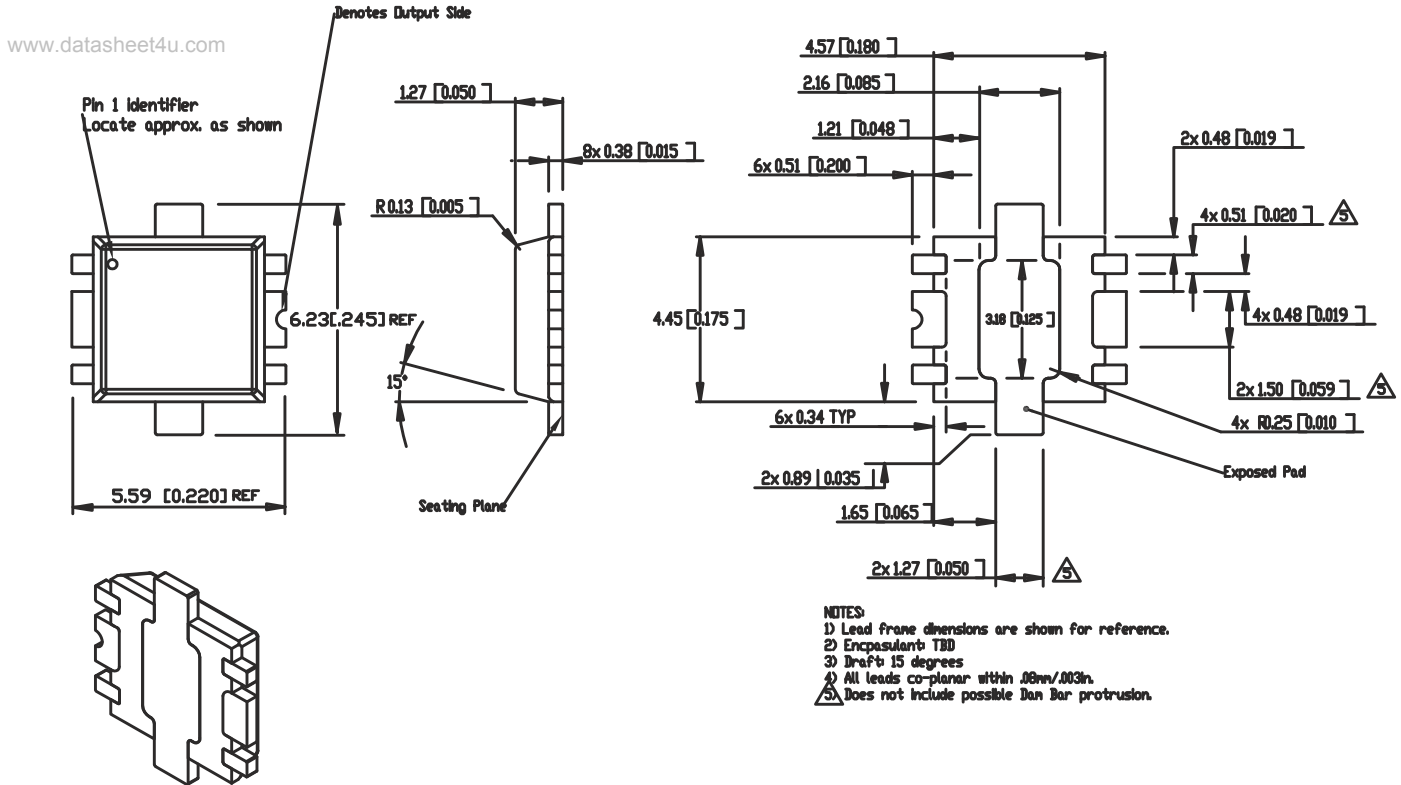 Denotes Output Side
www.datasheet4u.com
Pin 1 identifier
Locate approx. as shown
1.27 [0.050]
8x 0.38 [0.015]
R 0.13 [0.005]
6.23[.245] REF
15°
5.59 [0.220] REF
Seating Plane
4.57 [0.180]
2.16 [0.085]
1.21 [0.048]
6x 0.51 [0.200]
2x 0.48 [0.019]
4x 0.51 [0.020] 5
4.45 [0.175]
3.18 [0.125]
4x 0.48 [0.019]
2x 1.50 [0.059] 5
6x 0.34 TYP
4x R0.25 [0.010]
2x 0.89 | 0.035
Exposed Pad
1.65 [0.065]
2x 1.27 [0.050] 5
NOTES:
1) Lead frame dimensions are shown for reference.
2) Encpasulant: TBD
3) Draft: 15 degrees
4) All leads co-planar within .08mm/.003in.
5. Does not include possible Dam Bar protrusion.